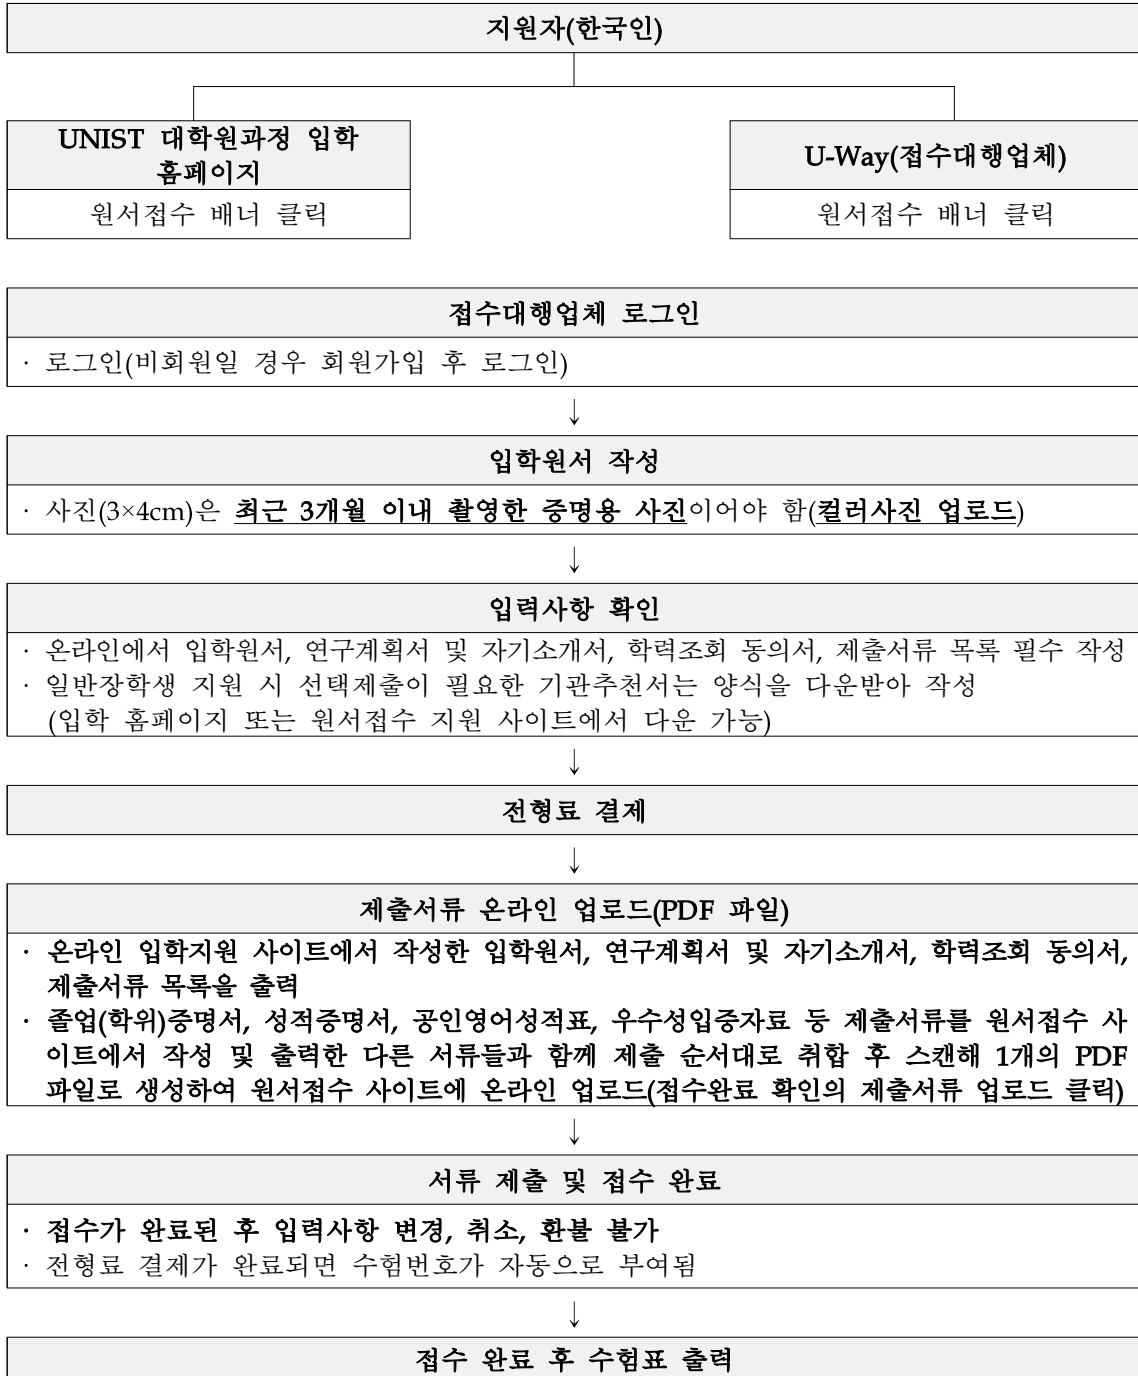 지원자(한국인)
UNIST 대학원과정 입학
홈페이지
원서접수 배너 클릭
U-Way(접수대행업체)
원서접수 배너 클릭
접수대행업체 로그인
· 로그인(비회원일 경우 회원가입 후 로그인)
↓
입학원서 작성
· 사진(3×4cm)은 최근 3개월 이내 촬영한 증명용 사진이어야 함(컬러사진 업로드)
↓
입력사항 확인
· 온라인에서 입학원서, 연구계획서 및 자기소개서, 학력조회 동의서, 제출서류 목록 필수 작성
· 일반장학생 지원 시 선택제출이 필요한 기관추천서는 양식을 다운받아 작성
(입학 홈페이지 또는 원서접수 지원 사이트에서 다운 가능)
↓
전형료 결제
↓
제출서류 온라인 업로드(PDF 파일)
· 온라인 입학지원 사이트에서 작성한 입학원서, 연구계획서 및 자기소개서, 학력조회 동의서,
제출서류 목록을 출력
· 졸업(학위)증명서, 성적증명서, 공인영어성적표, 우수성입증자료 등 제출서류를 원서접수 사
이트에서 작성 및 출력한 다른 서류들과 함께 제출 순서대로 취합 후 스캔해 1개의 PDF
파일로 생성하여 원서접수 사이트에 온라인 업로드(접수완료 확인의 제출서류 업로드 클릭)
↓
서류 제출 및 접수 완료
· 접수가 완료된 후 입력사항 변경, 취소, 환불 불가
· 전형료 결제가 완료되면 수험번호가 자동으로 부여됨
↓
접수 완료 후 수험표 출력